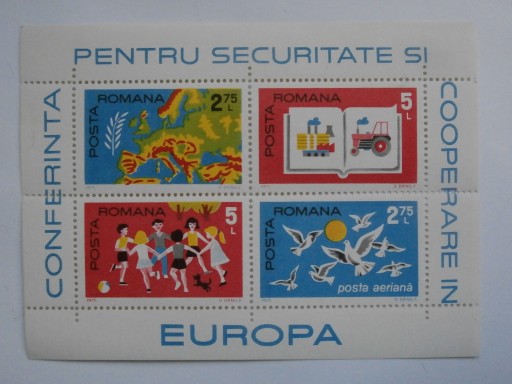 PENTRU SECURITATE SI
CONFERINTA
COOPERARE IN
EUROPA
POSTA ROMANA
2.75 L
POSTA ROMANA
5 L
POSTA ROMANA
5 L
POSTA ROMANA
2.75 L
posta aeriană